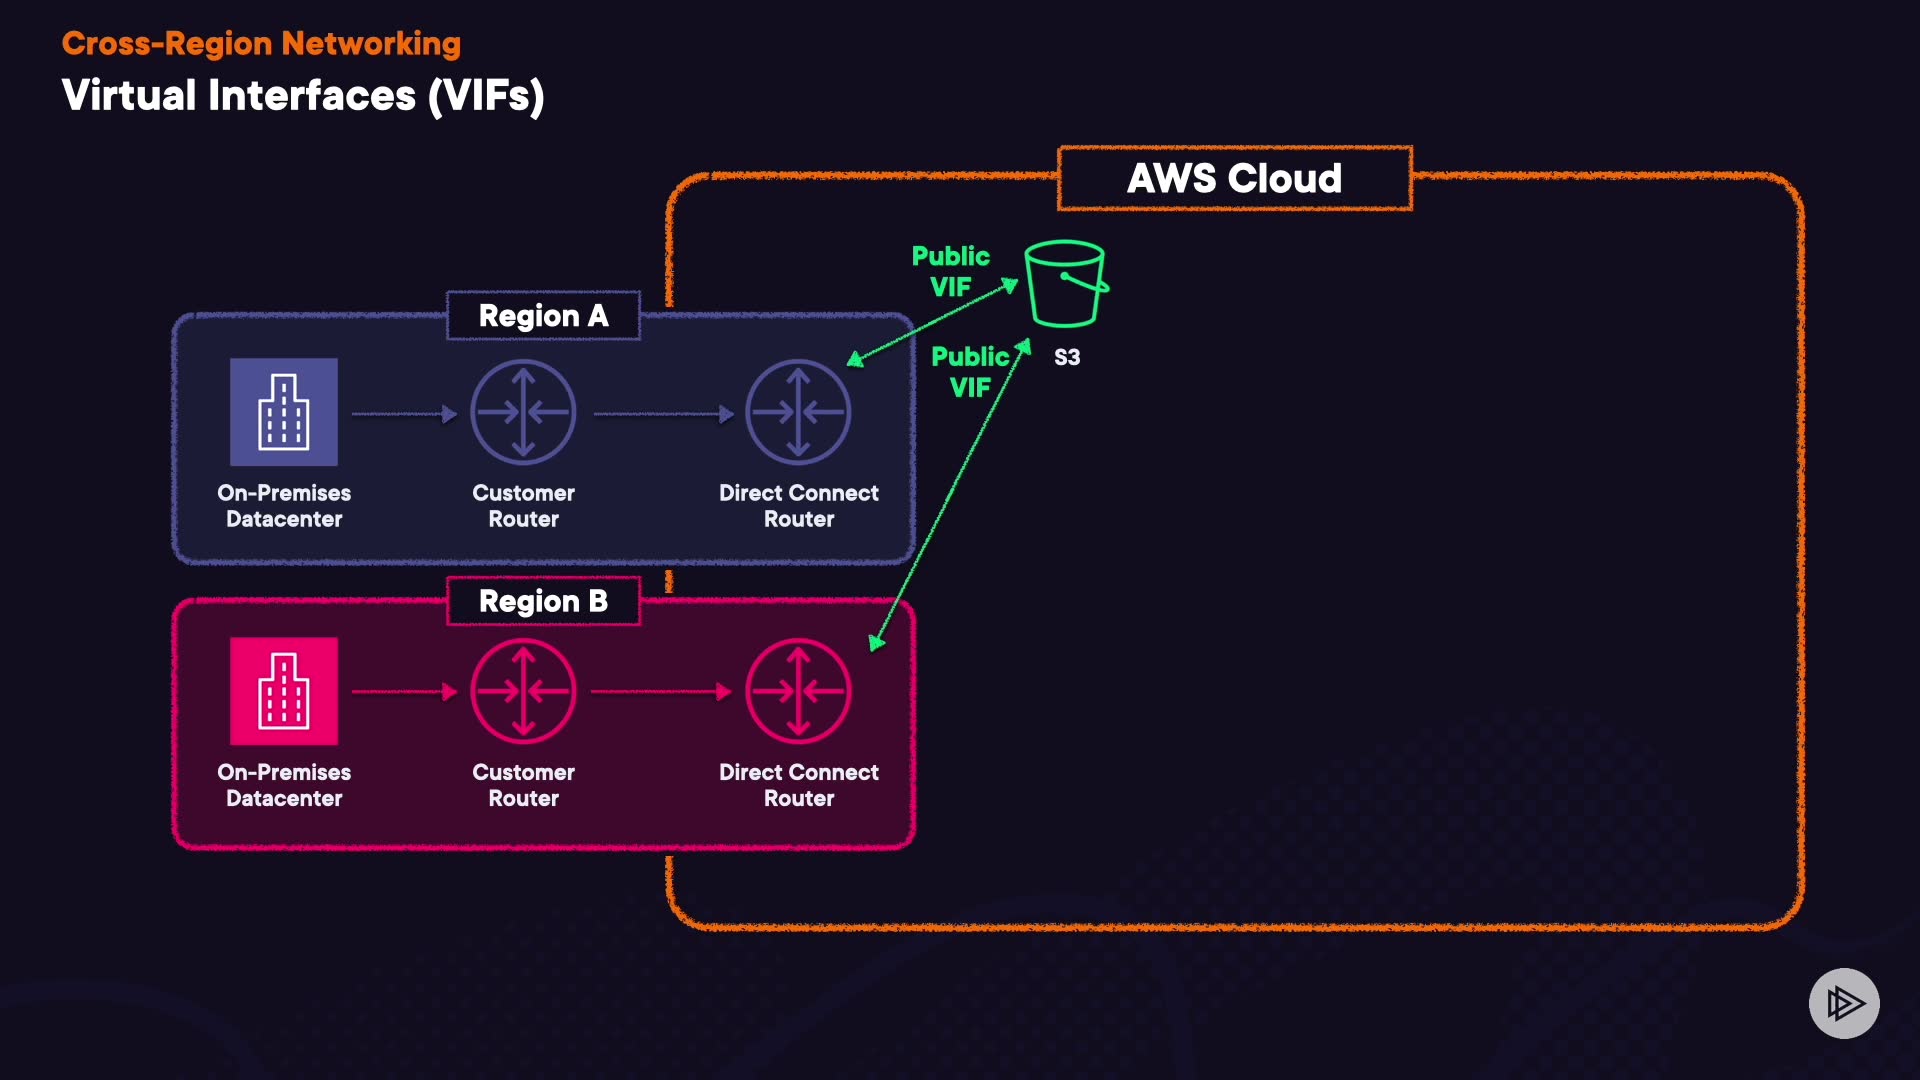 Cross-Region Networking
Virtual Interfaces (VIFs)
AWS Cloud
Public
VIF
Public
VIF
S3
Region A
On-Premises
Datacenter
Customer
Router
Direct Connect
Router
Region B
On-Premises
Datacenter
Customer
Router
Direct Connect
Router